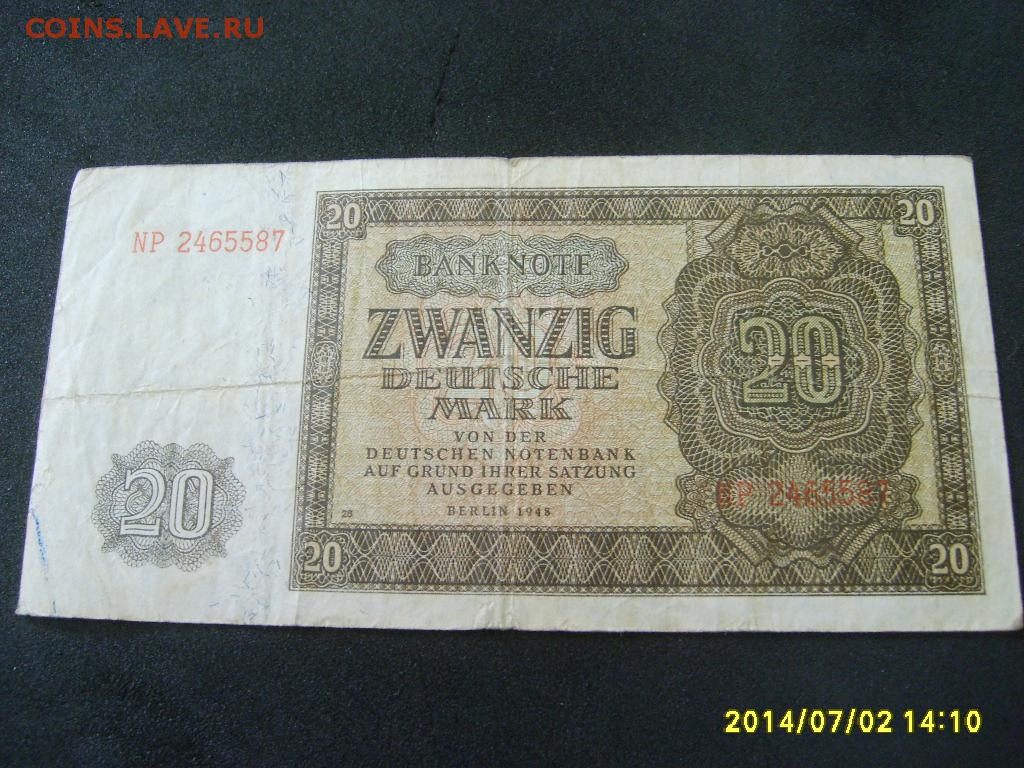 COINS.LAVE.RU
20
20
NP 2465587
BANKNOTE
ZWANZIG
DEUTSCHE
MARK
20
VON DER
DEUTSCHEN NOTENBANK
AUF GRUND IHRER SATZUNG
AUSGEGEBEN
BERLIN 1948
28
NP 2465587
20
20
20
2014/07/02 14:10